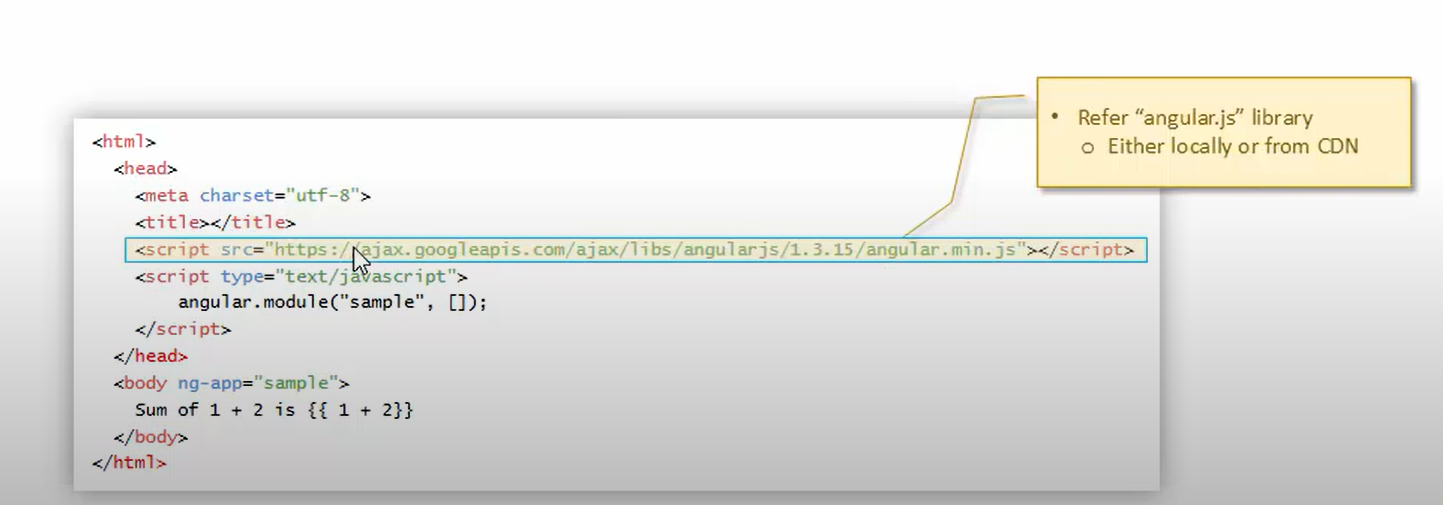 <html>
<head>
<meta charset="utf-8">
<title></title>
<script src="https://ajax.googleapis.com/ajax/libs/angularjs/1.3.15/angular.min.js"></script>
<script type="text/javascript">
angular.module("sample", []);
</script>
</head>
<body ng-app="sample">
Sum of 1 + 2 is {{ 1 + 2}}
</body>
</html>
• Refer “angular.js” library
o Either locally or from CDN